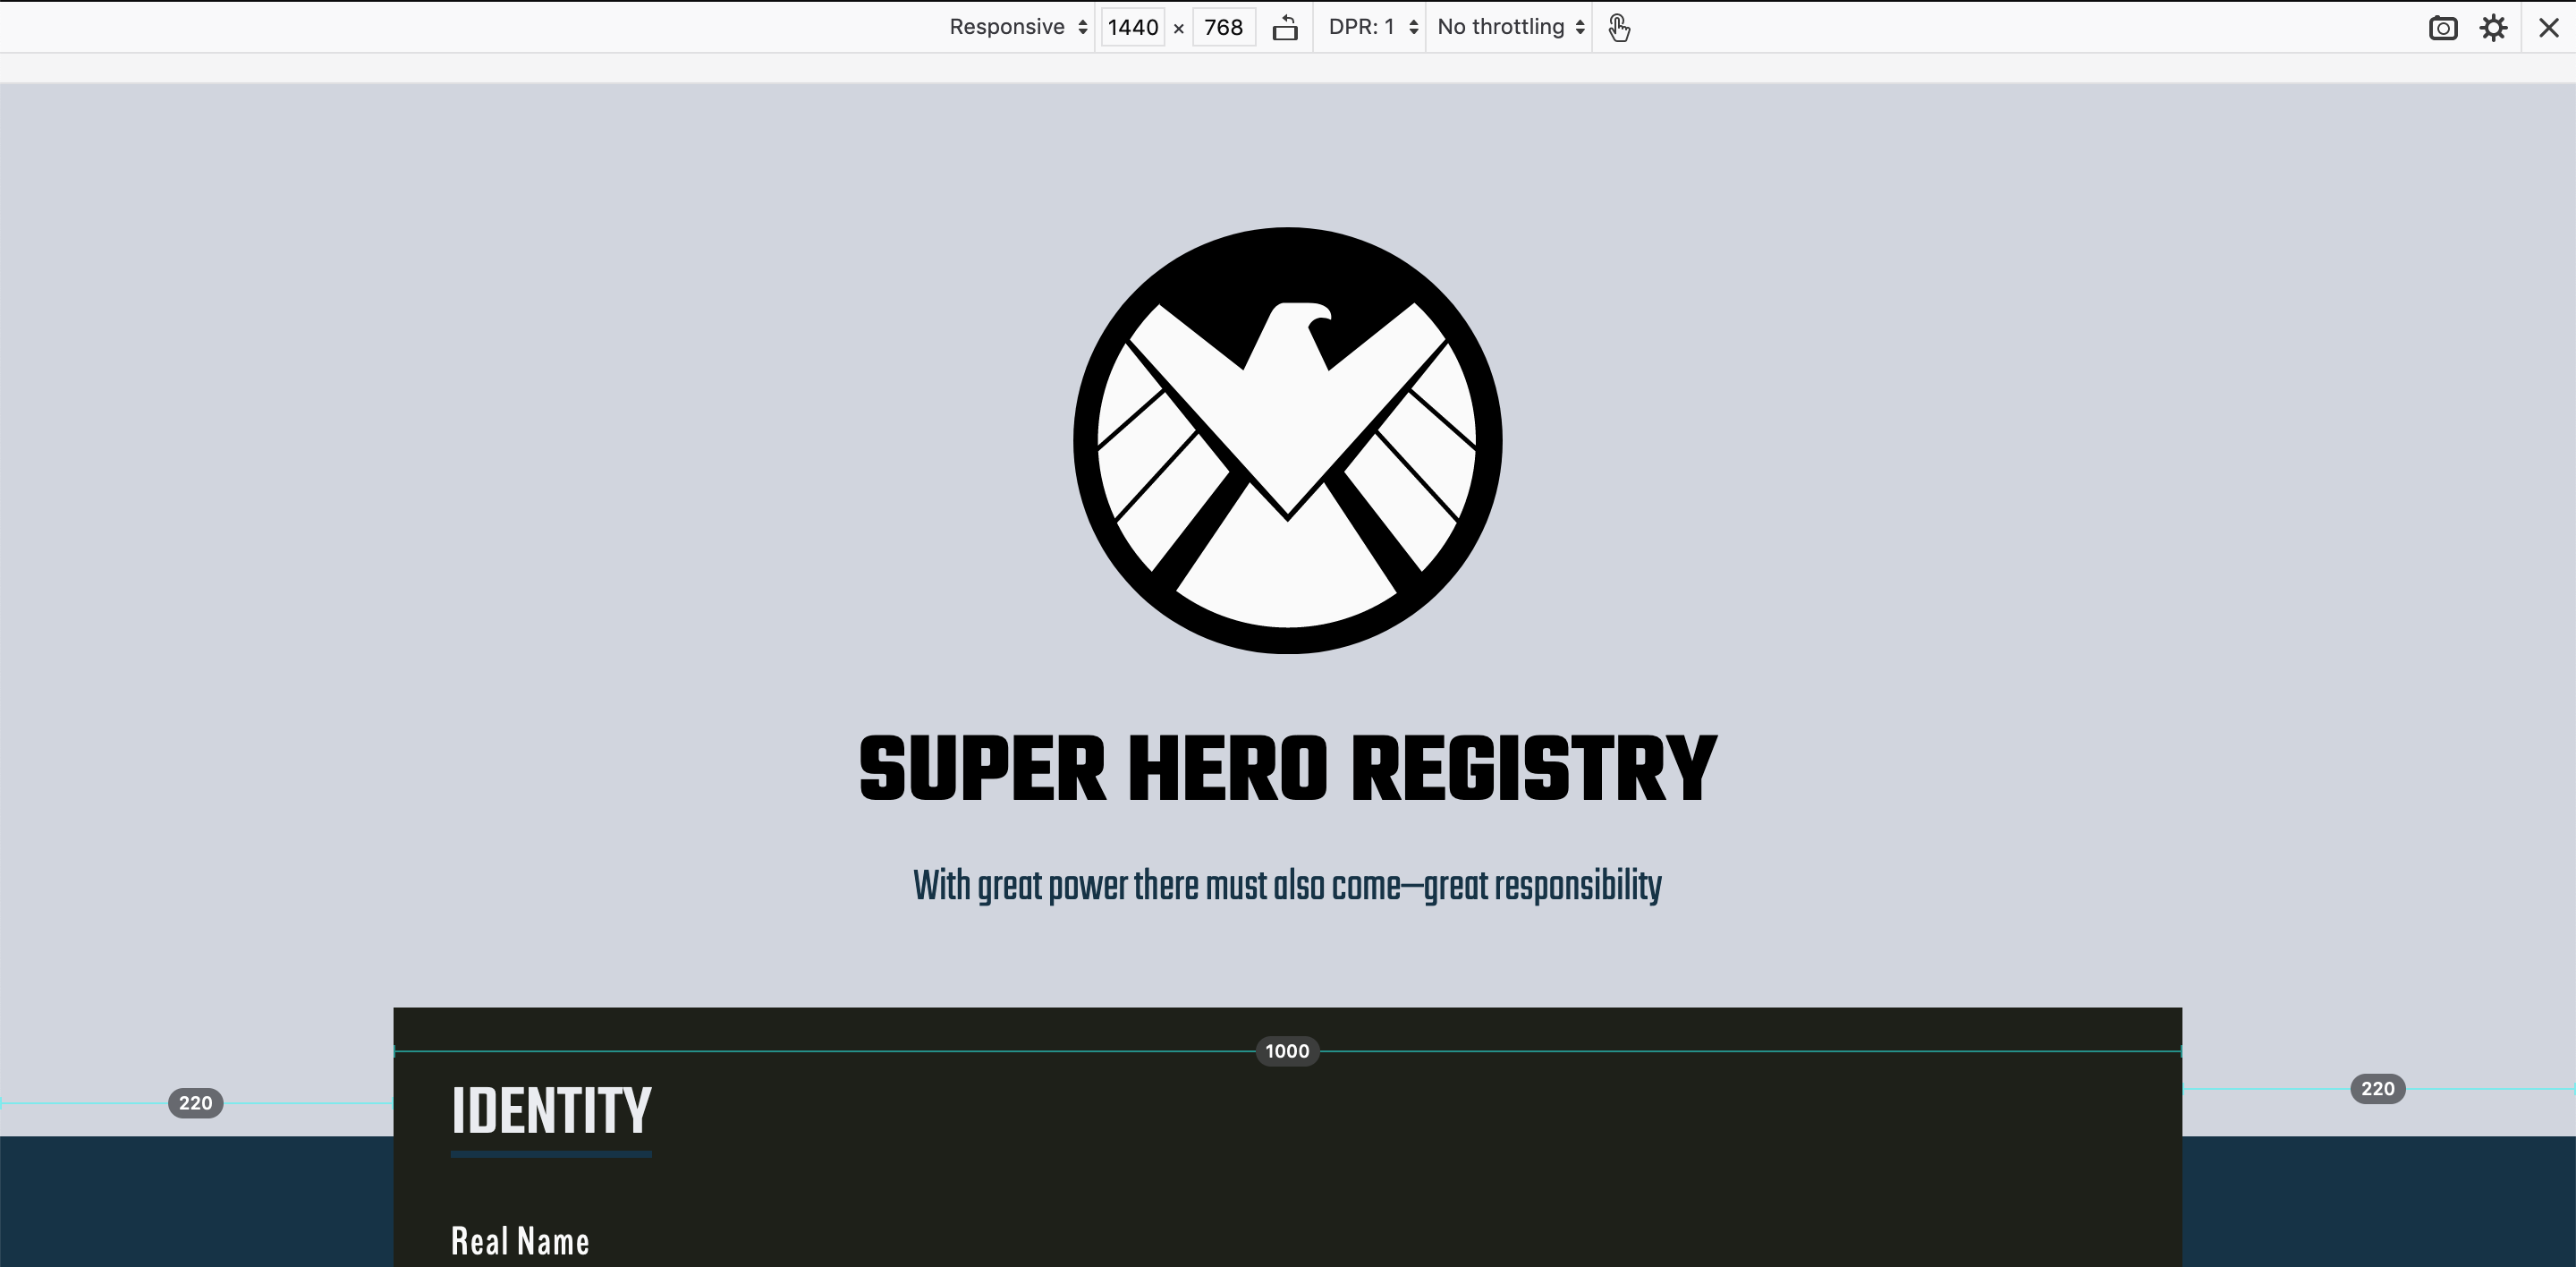 Responsive 1440 × 768 DPR: 1 No throttling
SUPER HERO REGISTRY
With great power there must also come—great responsibility
1000
IDENTITY
220 220
Real Name